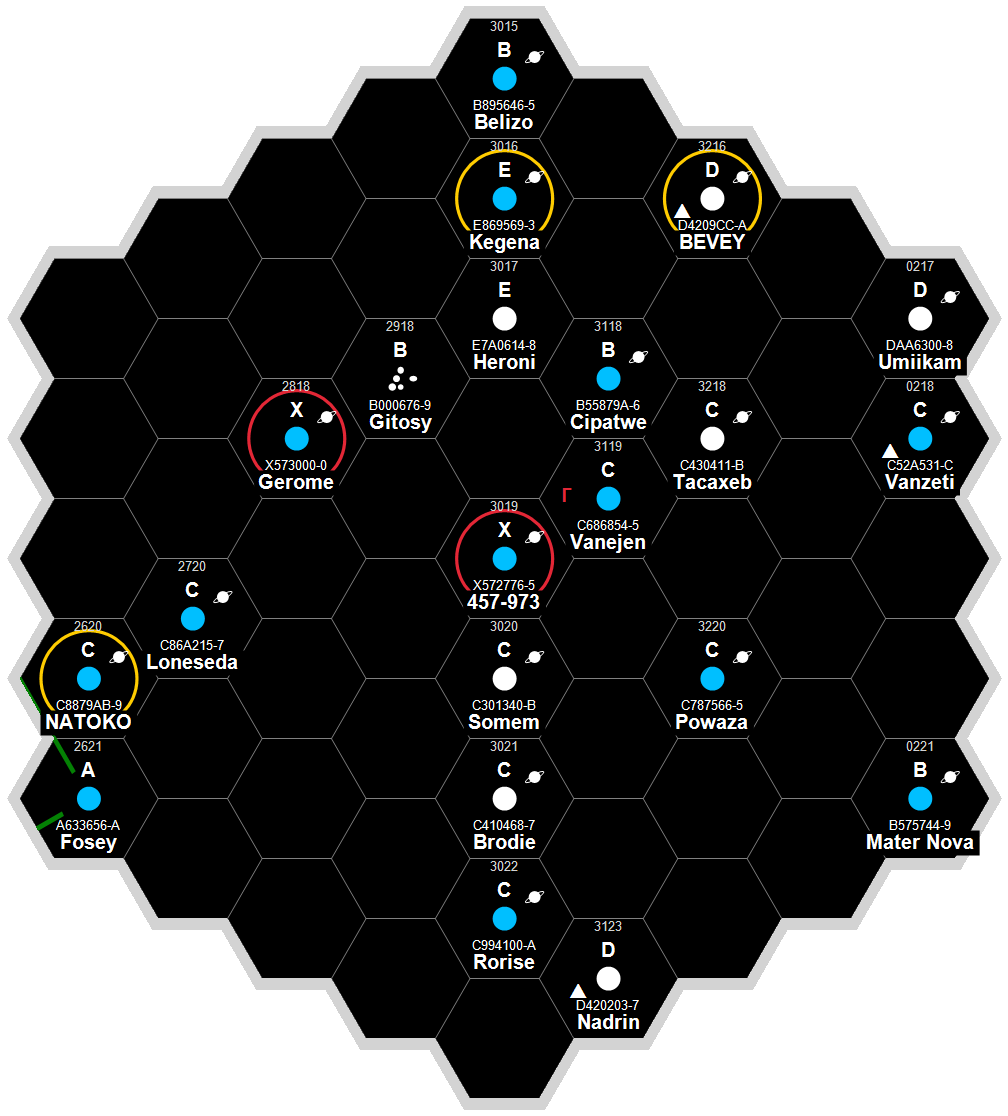 3015
B
B895646-5
Belizo
3016
E
E869569-3
Kegena
3216
D
D4209CC-A
BEVEY
3017
E
E7A0614-8
Heroni
0217
D
DAA6300-8
Umiikam
2918
B
B000676-9
Gitosy
3118
B
B55879A-6
Cipatwe
2818
X
X573000-0
Gerome
3218
C
C430411-B
Tacaxeb
0218
C
C52A531-C
Vanzeti
3119
C
Γ
C686854-5
Vanejen
3019
X
X572776-5
457-973
2720
C
C86A215-7
Loneseda
2620
C
C8879AB-9
NATOKO
3020
C
C301340-B
Somem
3220
C
C787566-5
Powaza
2621
A
A633656-A
Fosey
3021
C
C410468-7
Brodie
0221
B
B575744-9
Mater Nova
3022
C
C994100-A
Rorise
3123
D
D420203-7
Nadrin